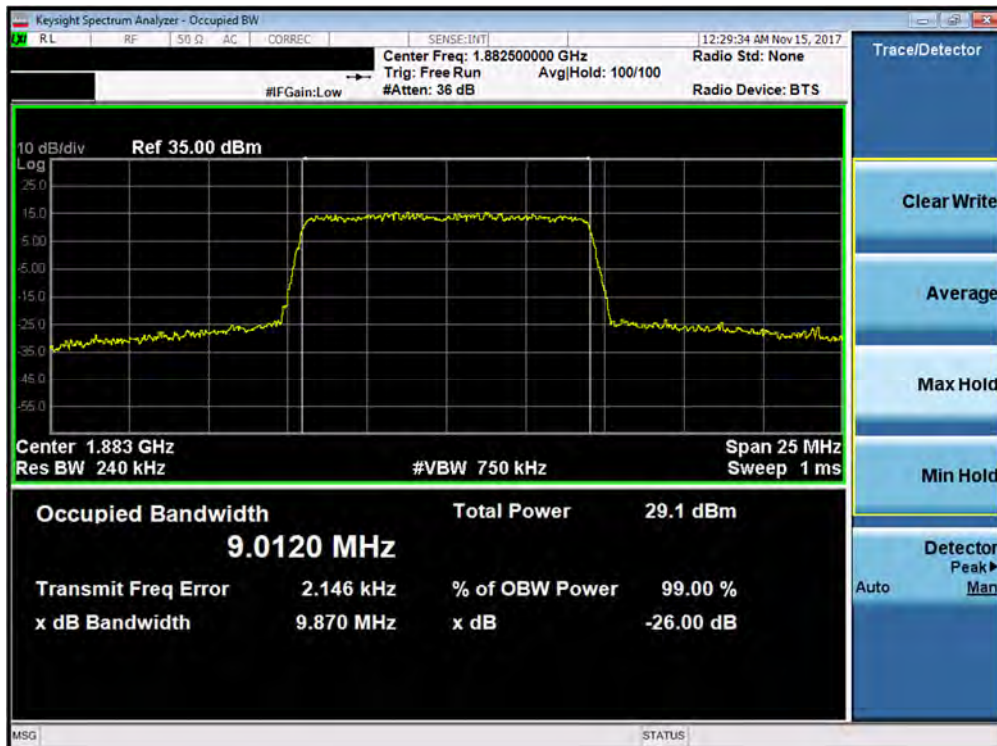 Keysight Spectrum Analyzer - Occupied BW
LXI RL RF 50 Ω AC CORREC SENSE:INT 12:29:34 AM Nov 15, 2017
Center Freq: 1.882500000 GHz Radio Std: None
Trig: Free Run Avg|Hold: 100/100
#IFGain:Low #Atten: 36 dB Radio Device: BTS
10 dB/div Ref 35.00 dBm
Log
25.0
15.0
5.00
-5.00
-15.0
-25.0
-35.0
-45.0
-55.0
Center 1.883 GHz Span 25 MHz
Res BW 240 kHz #VBW 750 kHz Sweep 1 ms
Occupied Bandwidth Total Power 29.1 dBm
9.0120 MHz
Transmit Freq Error 2.146 kHz % of OBW Power 99.00 %
x dB Bandwidth 9.870 MHz x dB -26.00 dB
MSG STATUS
Trace/Detector
Clear Write
Average
Max Hold
Min Hold
Detector
Peak▶
Auto Man